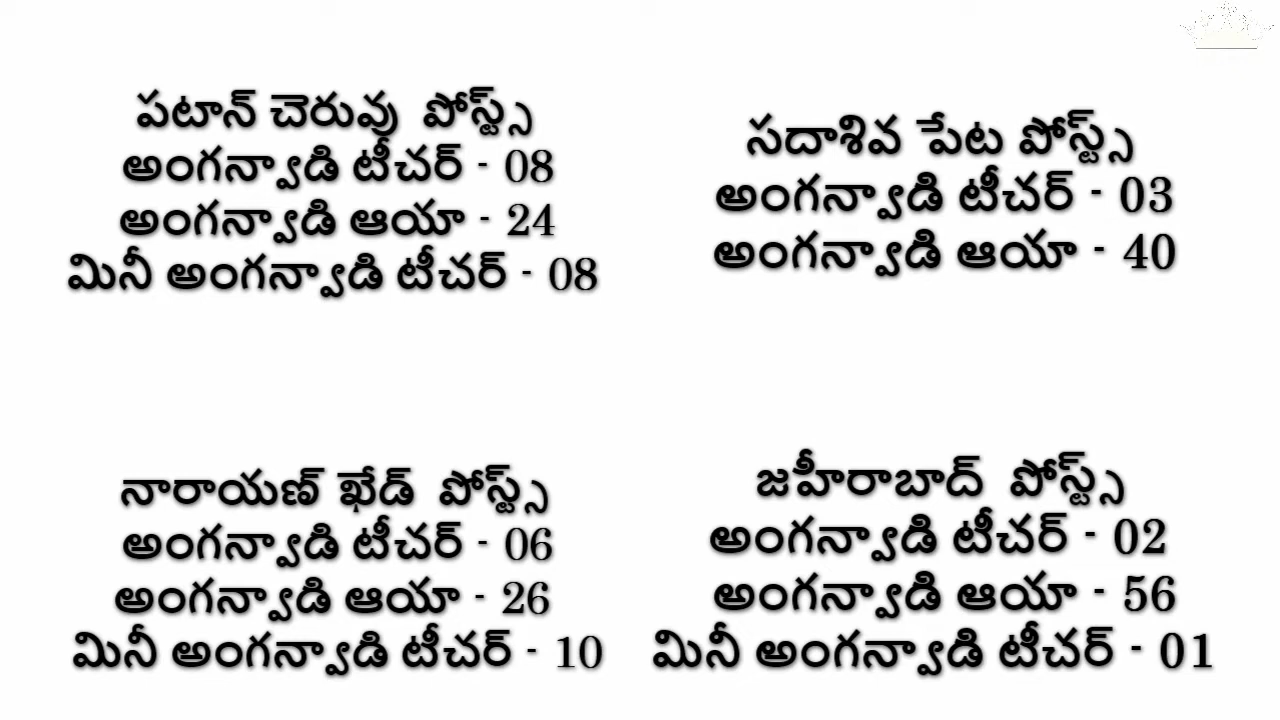 పటాన్ చెరువు పోస్ట్స్
అంగన్వాడి టీచర్ - 08
అంగన్వాడి ఆయా - 24
మినీ అంగన్వాడి టీచర్ - 08
సదాశివ పేట పోస్ట్స్
అంగన్వాడి టీచర్ - 03
అంగన్వాడి ఆయా - 40
నారాయణ్ ఖేడ్ పోస్ట్స్
అంగన్వాడి టీచర్ - 06
అంగన్వాడి ఆయా - 26
మినీ అంగన్వాడి టీచర్ - 10
జహీరాబాద్ పోస్ట్స్
అంగన్వాడి టీచర్ - 02
అంగన్వాడి ఆయా - 56
మినీ అంగన్వాడి టీచర్ - 01